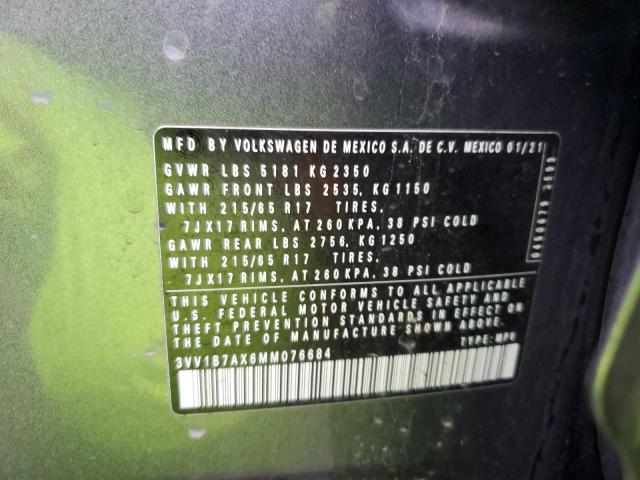 MFD BY VOLKSWAGEN DE MEXICO S.A. DE C.V. MEXICO 01/21
GVWR LBS 5181 KG 2350
GAWR FRONT LBS 2535, KG 1150
WITH 215/65 R17 TIRES,
7JX17 RIMS, AT 260 KPA, 38 PSI COLD
GAWR REAR LBS 2756, KG 1250
WITH 215/65 R17 TIRES,
7JX17 RIMS, AT 260 KPA, 38 PSI COLD
THIS VEHICLE CONFORMS TO ALL APPLICABLE
U.S. FEDERAL MOTOR VEHICLE SAFETY AND
THEFT PREVENTION STANDARDS IN EFFECT ON
THE DATE OF MANUFACTURE SHOWN ABOVE.
TYPE: MPV
3VV1B7AX6MM076684